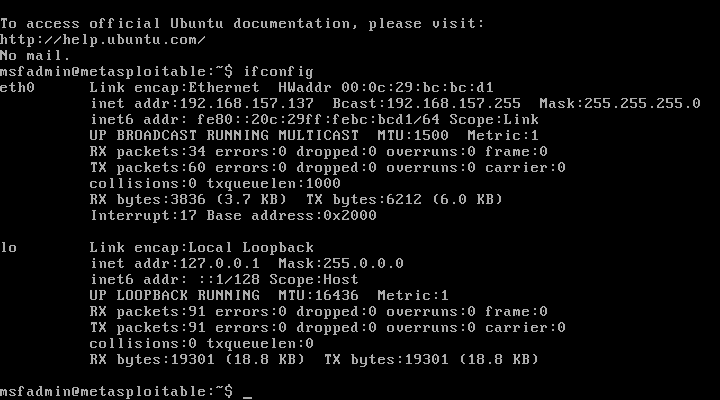 To access official Ubuntu documentation, please visit:
http://help.ubuntu.com/
No mail.
msfadmin@metasploitable:~$ ifconfig
eth0      Link encap:Ethernet  HWaddr 00:0c:29:bc:bc:d1
          inet addr:192.168.157.137  Bcast:192.168.157.255  Mask:255.255.255.0
          inet6 addr: fe80::20c:29ff:febc:bcd1/64 Scope:Link
          UP BROADCAST RUNNING MULTICAST  MTU:1500  Metric:1
          RX packets:34 errors:0 dropped:0 overruns:0 frame:0
          TX packets:60 errors:0 dropped:0 overruns:0 carrier:0
          collisions:0 txqueuelen:1000
          RX bytes:3836 (3.7 KB)  TX bytes:6212 (6.0 KB)
          Interrupt:17 Base address:0x2000
lo        Link encap:Local Loopback
          inet addr:127.0.0.1  Mask:255.0.0.0
          inet6 addr: ::1/128 Scope:Host
          UP LOOPBACK RUNNING  MTU:16436  Metric:1
          RX packets:91 errors:0 dropped:0 overruns:0 frame:0
          TX packets:91 errors:0 dropped:0 overruns:0 carrier:0
          collisions:0 txqueuelen:0
          RX bytes:19301 (18.8 KB)  TX bytes:19301 (18.8 KB)
msfadmin@metasploitable:~$ _